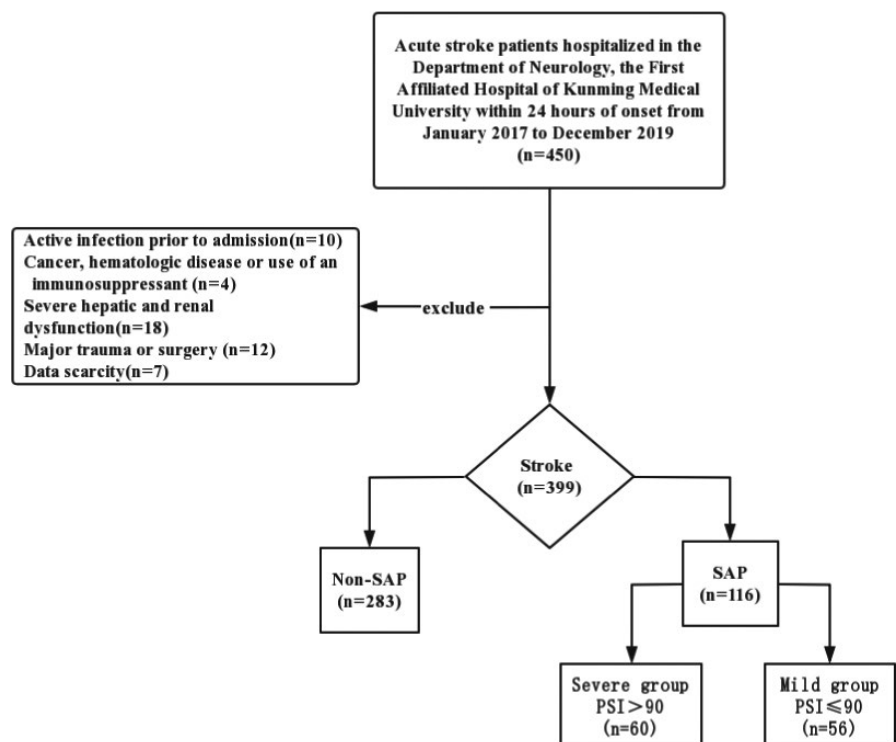 Acute stroke patients hospitalized in the
Department of Neurology, the First
Affiliated Hospital of Kunming Medical
University within 24 hours of onset from
January 2017 to December 2019
(n=450)
Active infection prior to admission(n=10)
Cancer, hematologic disease or use of an
immunosuppressant (n=4)
Severe hepatic and renal
dysfunction(n=18)
Major trauma or surgery (n=12)
Data scarcity(n=7)
exclude
Stroke
(n=399)
Non-SAP
(n=283)
SAP
(n=116)
Severe group
PSI>90
(n=60)
Mild group
PSI≤90
(n=56)